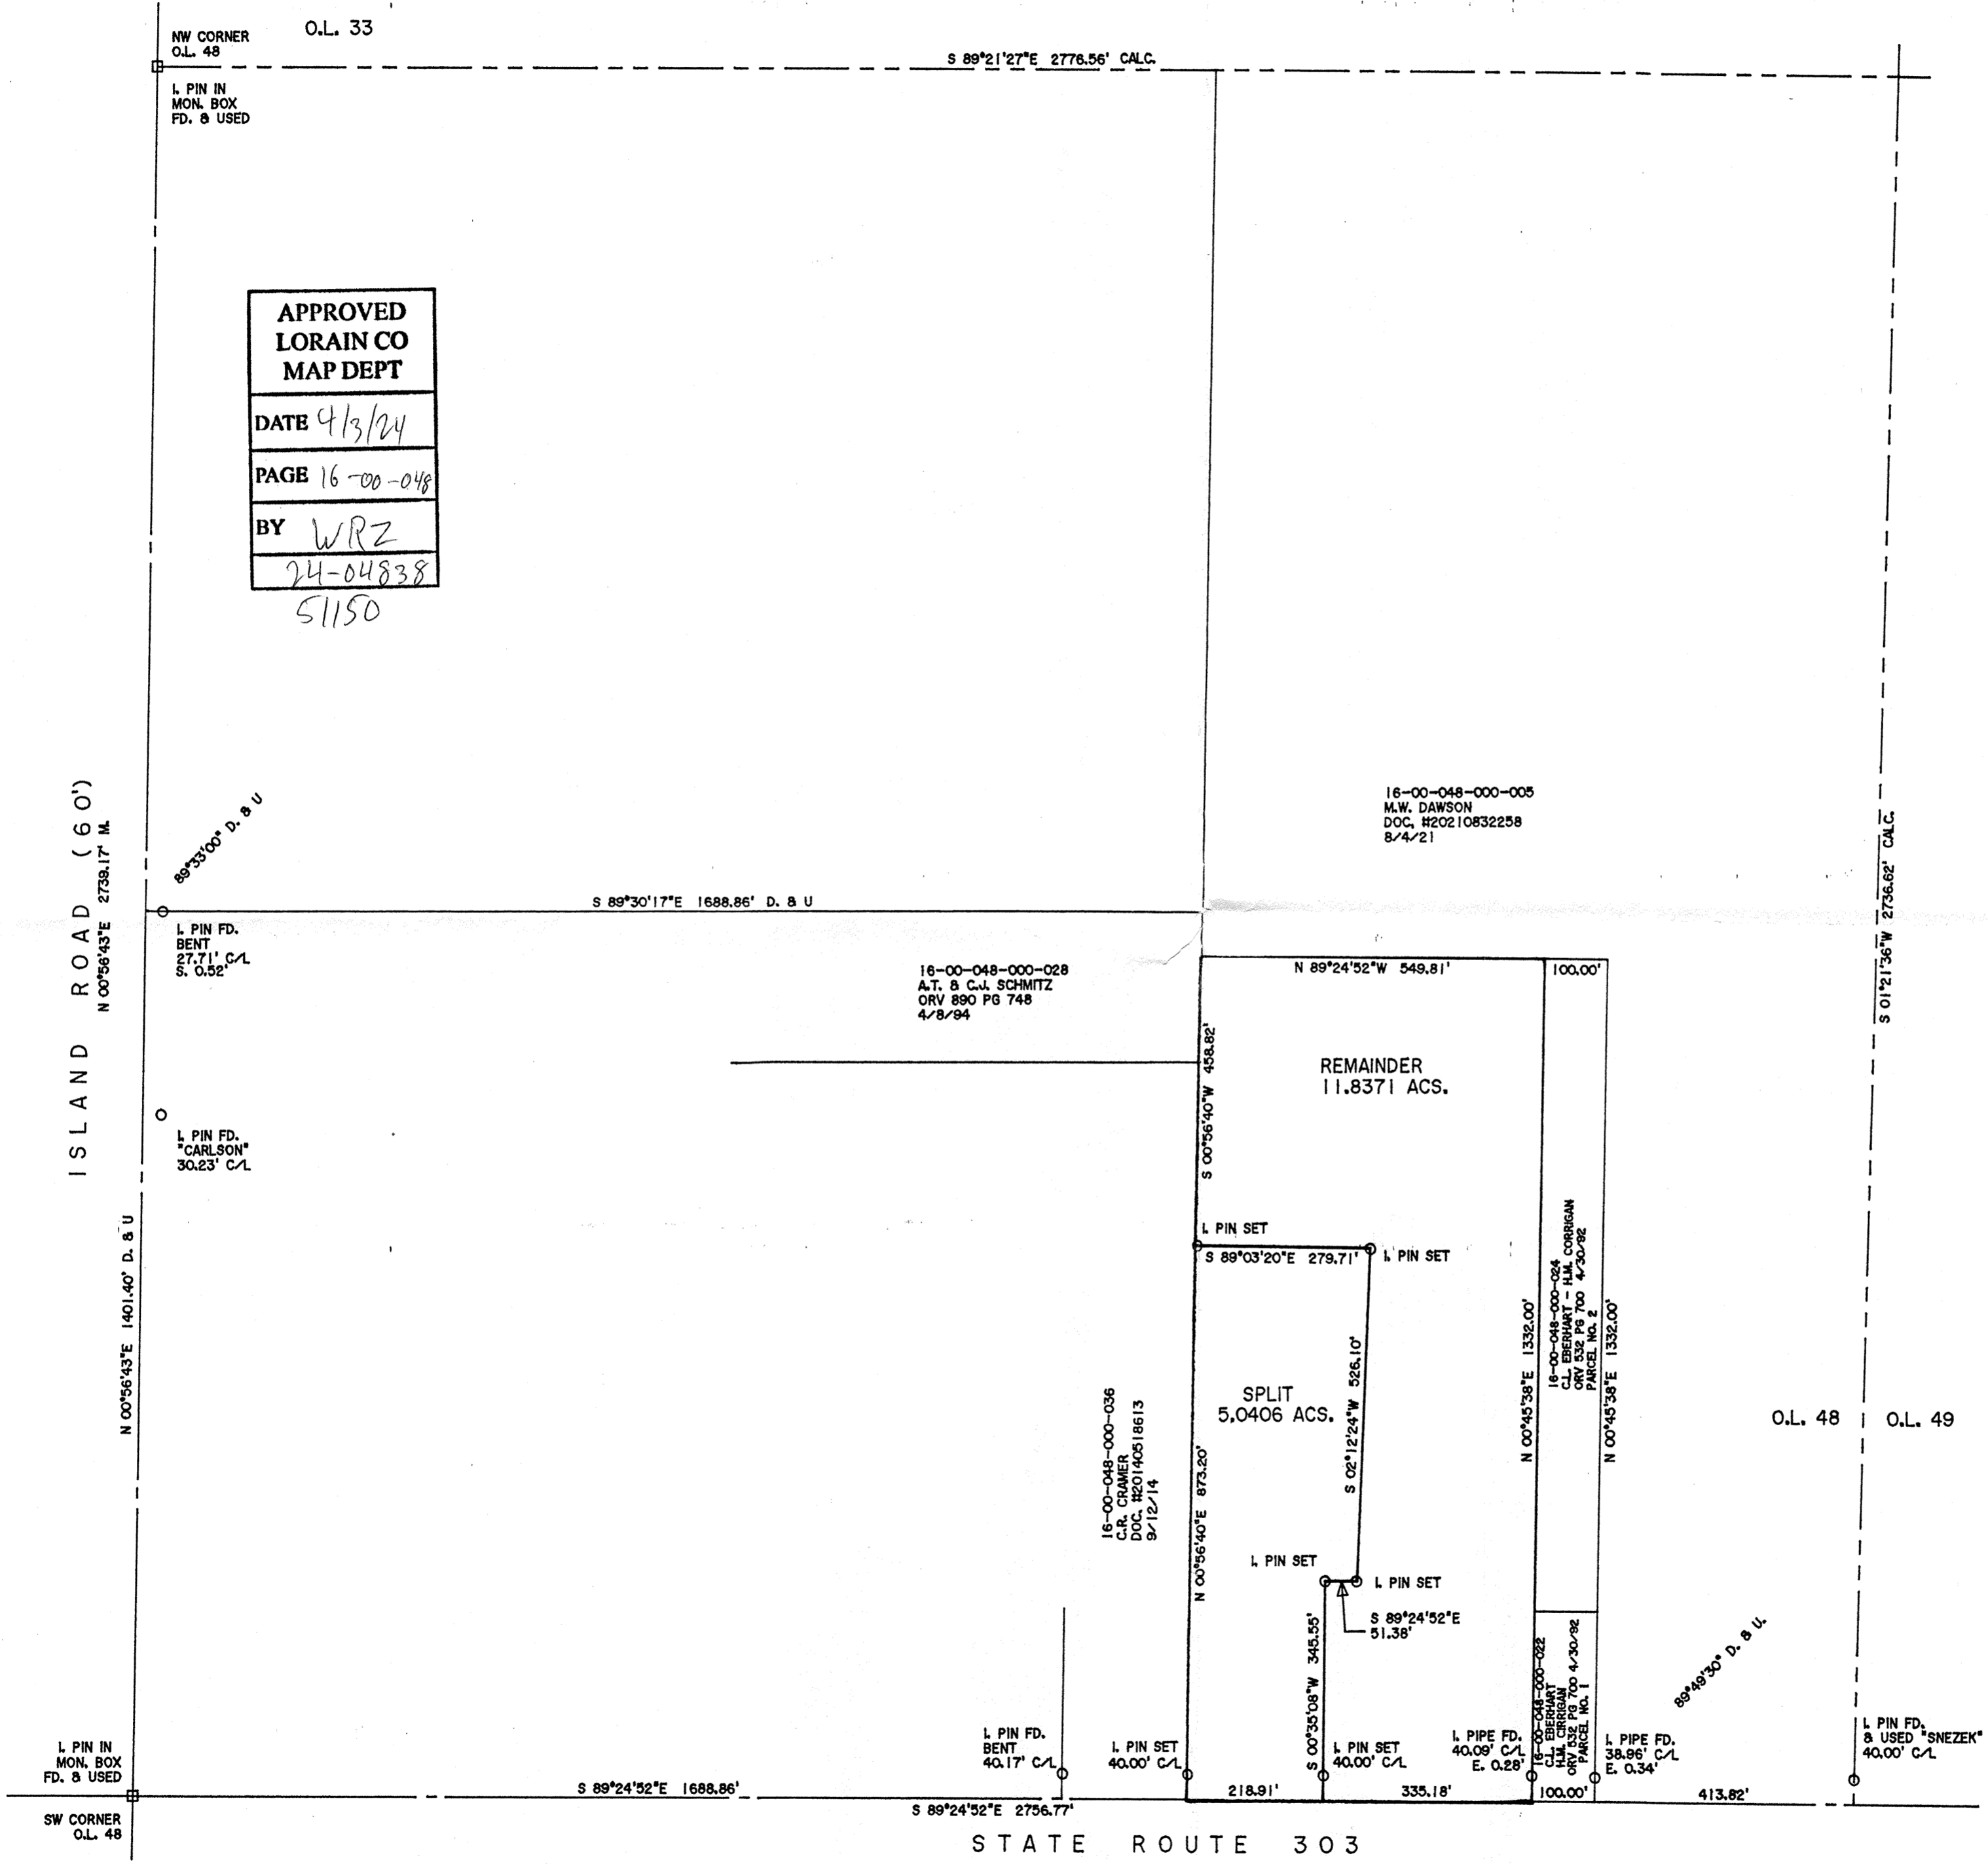 O.L. 33
NW CORNER
O.L. 48
S 89°21'27"E 2776.56' CALC.
I. PIN IN
MON. BOX
FD. & USED
APPROVED
LORAIN CO
MAP DEPT
DATE 4/3/24
PAGE 16-00-048
BY WRZ
24-04838
51150
ISLAND ROAD (60')
N 00°56'43"E 2739.17' M.
89°33'00" D. & U
16-00-048-000-005
M.W. DAWSON
DOC. #20210832258
8/4/21
S 01°21'36"W 2736.62' CALC.
S 89°30'17"E 1688.86' D. & U
I. PIN FD.
BENT
27.71' C/L
S. 0.52'
16-00-048-000-028
A.T. & C.J. SCHMITZ
ORV 890 PG 748
4/8/94
N 89°24'52"W 549.81'
100.00'
S 00°56'40"W 458.82'
REMAINDER
11.8371 ACS.
I. PIN FD.
"CARLSON"
30.23' C/L
N 00°56'43"E 1401.40' D. & U
I. PIN SET
S 89°03'20"E 279.71'
I. PIN SET
16-00-048-000-024
C.L. EBERHART - H.M. CORRIGAN
ORV 532 PG 700 4/30/92
PARCEL NO. 2
N 00°45'38"E 1332.00'
N 00°45'38"E 1332.00'
S 02°12'24"W 526.10'
SPLIT
5.0406 ACS.
O.L. 48
O.L. 49
16-00-048-000-036
C.R. CRAMER
DOC. #20140518613
9/12/14
N 00°56'40"E 873.20'
I. PIN SET
I. PIN SET
S 89°24'52"E
51.38'
S 00°35'08"W 345.55'
16-00-048-000-022
C.L. EBERHART
H.M. CIRRIGAN
ORV 532 PG 700 4/30/92
PARCEL NO. 1
89°49'30" D. & U.
I. PIN IN
MON. BOX
FD. & USED
I. PIN FD.
BENT
40.17' C/L
I. PIN SET
40.00' C/L
I. PIN SET
40.00' C/L
I. PIPE FD.
40.09' C/L
E. 0.28'
I. PIPE FD.
38.96' C/L
E. 0.34'
I. PIN FD.
& USED "SNEZEK"
40.00' C/L
S 89°24'52"E 1688.86'
218.91'
335.18'
100.00'
413.82'
S 89°24'52"E 2756.77'
SW CORNER
O.L. 48
STATE ROUTE 303